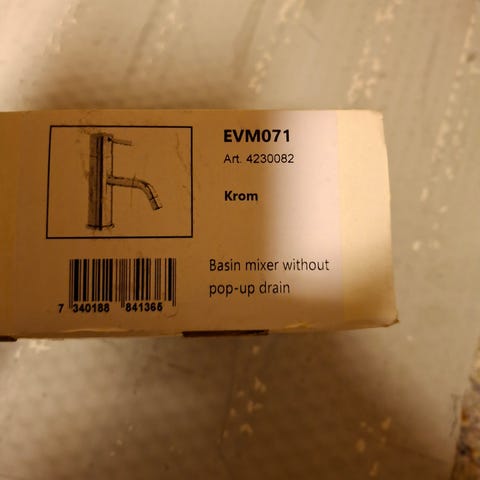 EVM071
Art. 4230082
Krom
Basin mixer without
pop-up drain
7 340188 841365